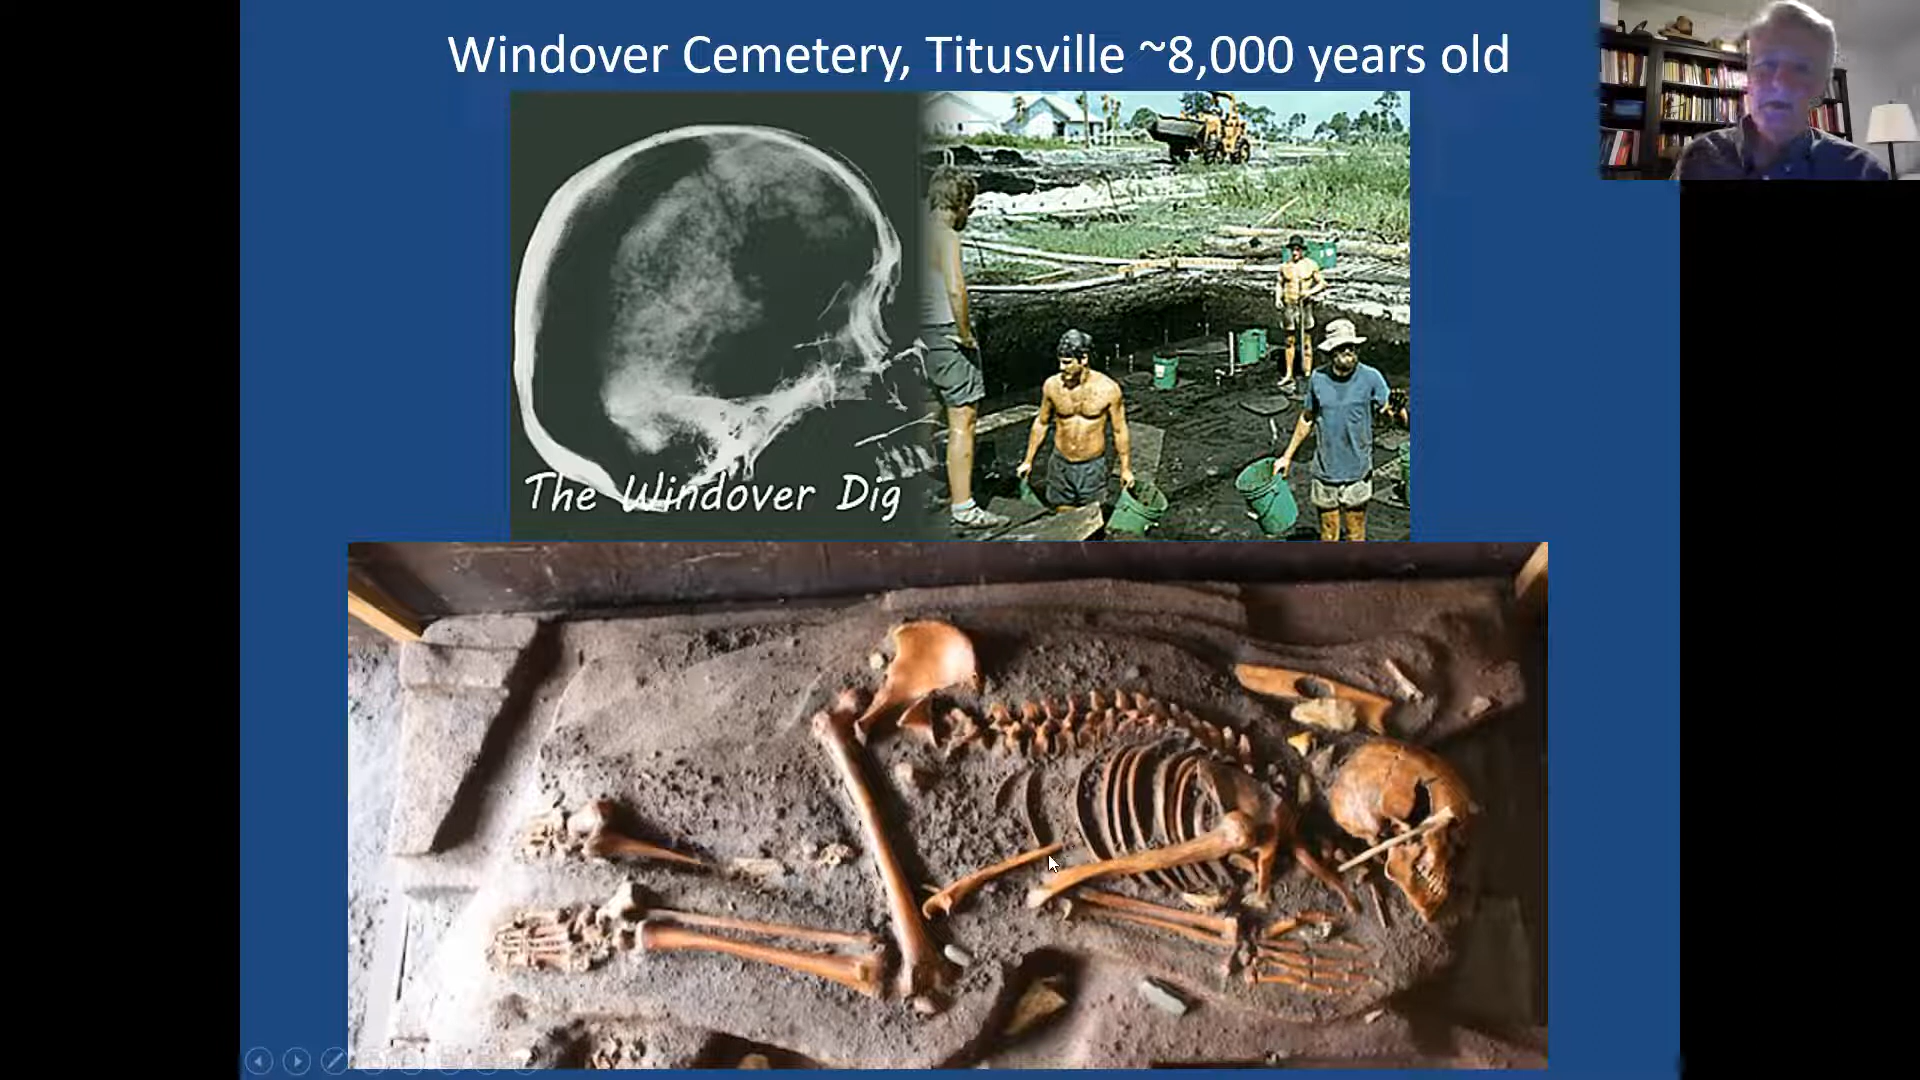 Windover Cemetery, Titusville ~8,000 years old
The Windover Dig